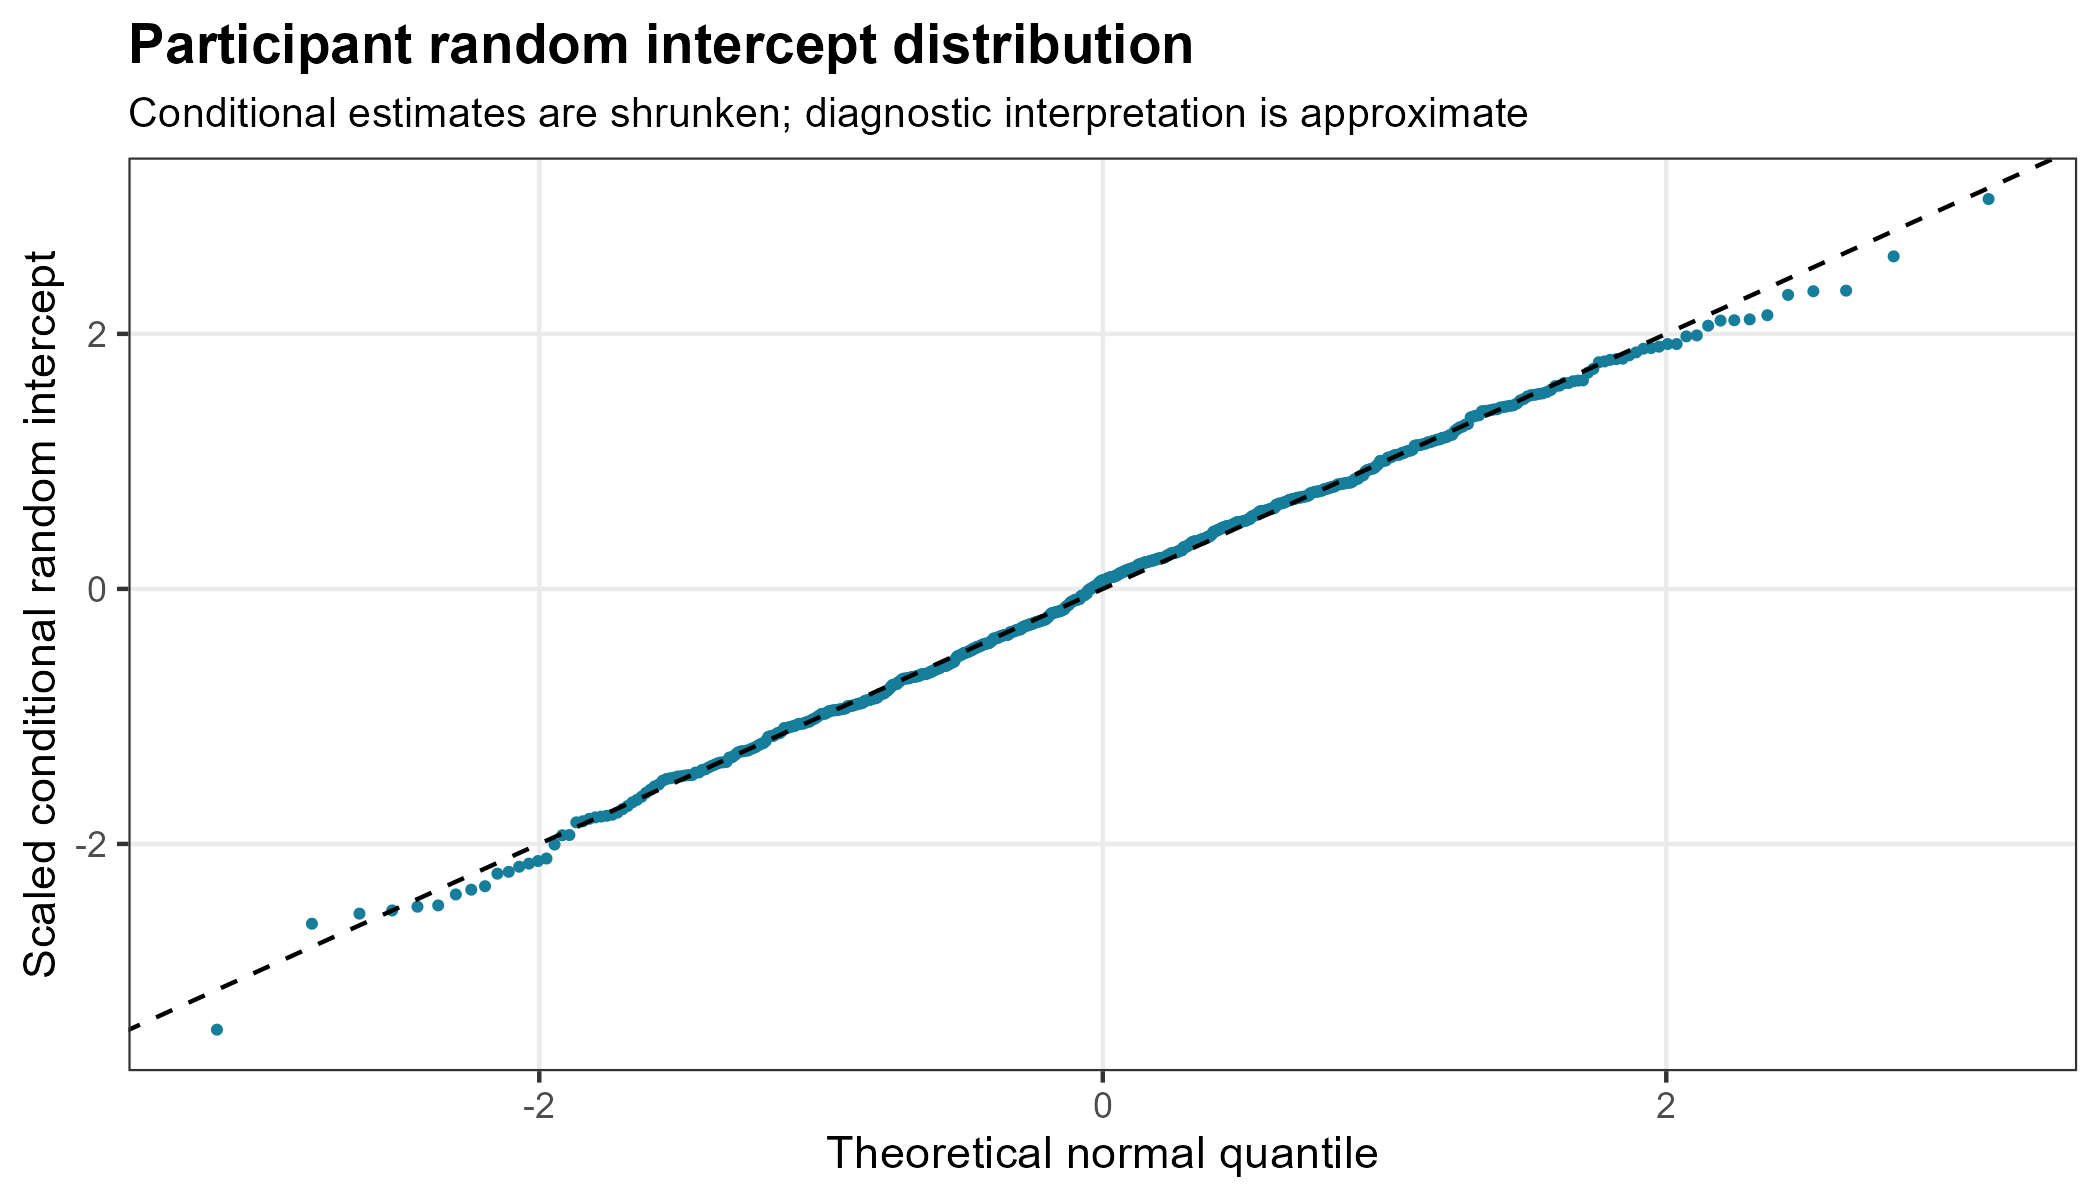 Participant random intercept distribution
Conditional estimates are shrunken; diagnostic interpretation is approximate
Scaled conditional random intercept
2
0
-2
-2
0
2
Theoretical normal quantile